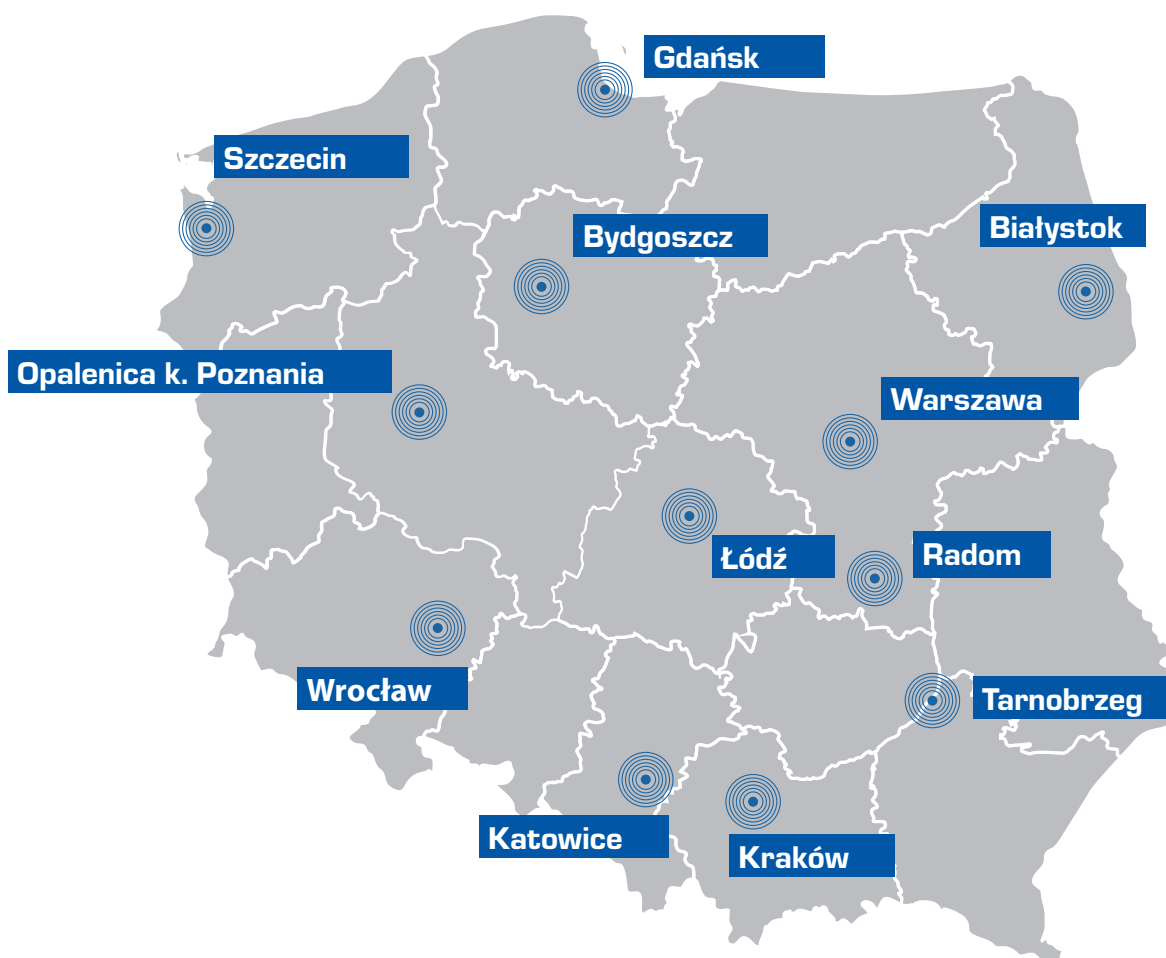 Gdańsk
Szczecin
Białystok
Bydgoszcz
Opalenica k. Poznania
Warszawa
Łódź
Radom
Wrocław
Tarnobrzeg
Katowice
Kraków